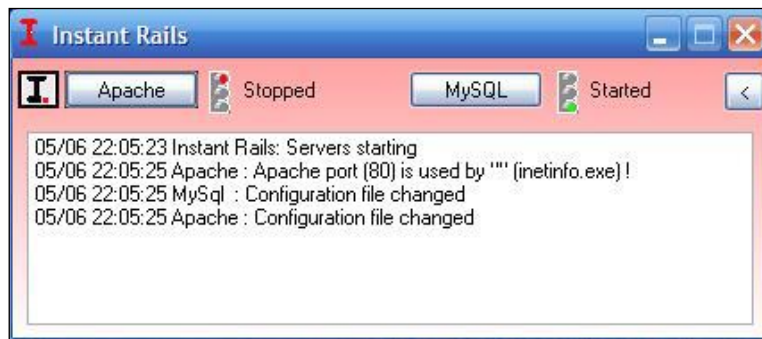 Instant Rails
I. Apache Stopped MySQL Started <
05/06 22:05:23 Instant Rails: Servers starting
05/06 22:05:25 Apache : Apache port (80) is used by '"' (inetinfo.exe) !
05/06 22:05:25 MySql : Configuration file changed
05/06 22:05:25 Apache : Configuration file changed